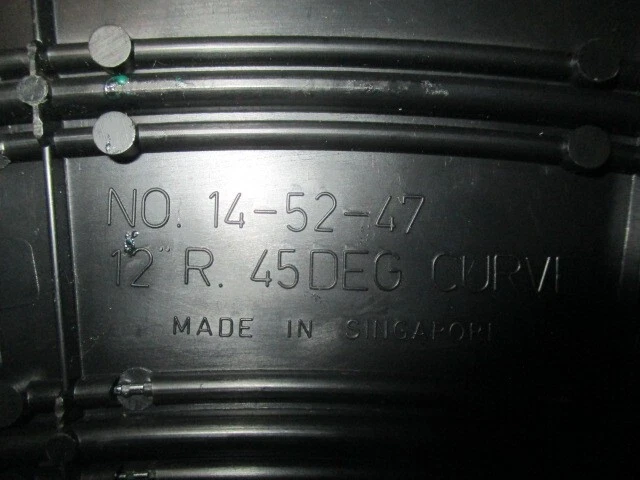 NO. 14-52-47
12" R. 45DEG CURVE
MADE IN SINGAPORE